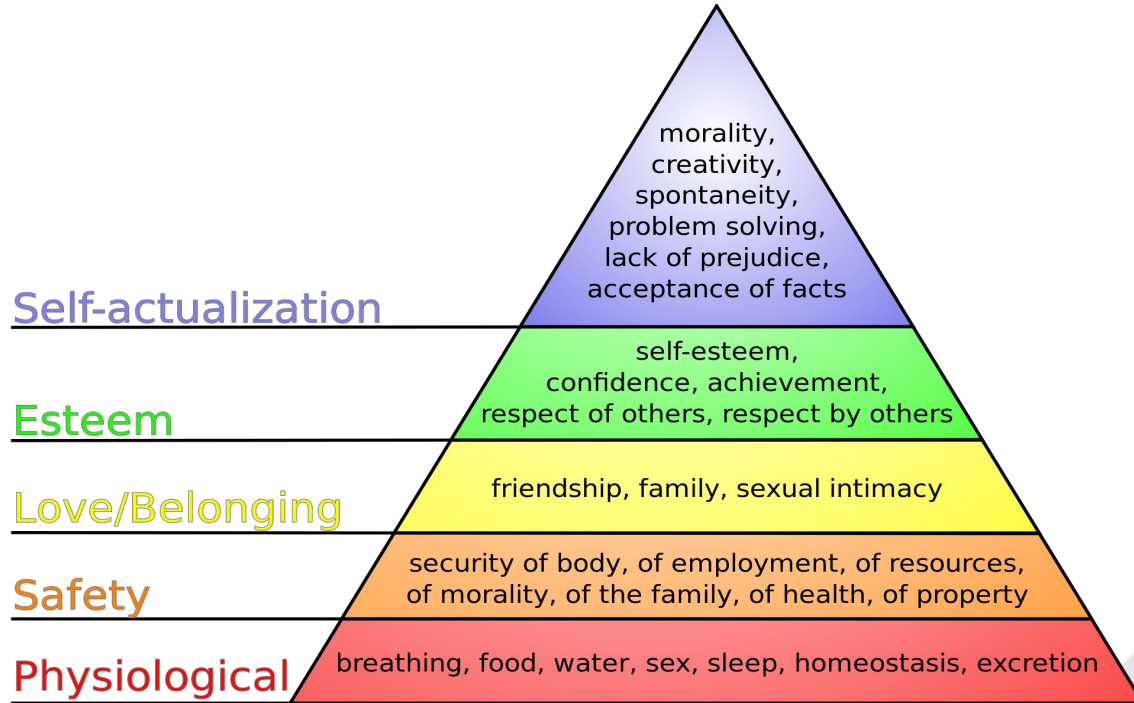 morality,
creativity,
spontaneity,
problem solving,
lack of prejudice,
acceptance of facts
Self-actualization
self-esteem,
confidence, achievement,
respect of others, respect by others
Esteem
friendship, family, sexual intimacy
Love/Belonging
security of body, of employment, of resources,
of morality, of the family, of health, of property
Safety
breathing, food, water, sex, sleep, homeostasis, excretion
Physiological